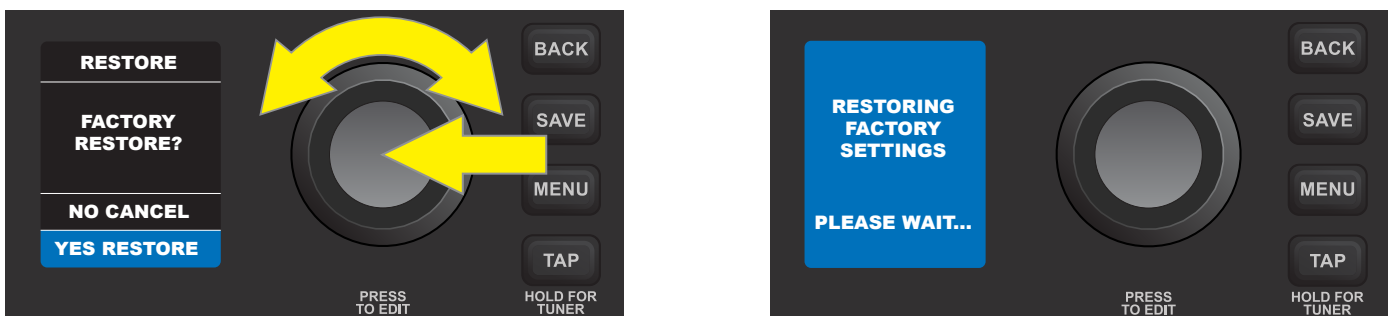 RESTORE
FACTORY
RESTORE?
NO CANCEL
YES RESTORE
BACK
SAVE
MENU
TAP
PRESS
TO EDIT
HOLD FOR
TUNER
RESTORING
FACTORY
SETTINGS
PLEASE WAIT...
BACK
SAVE
MENU
TAP
PRESS
TO EDIT
HOLD FOR
TUNER